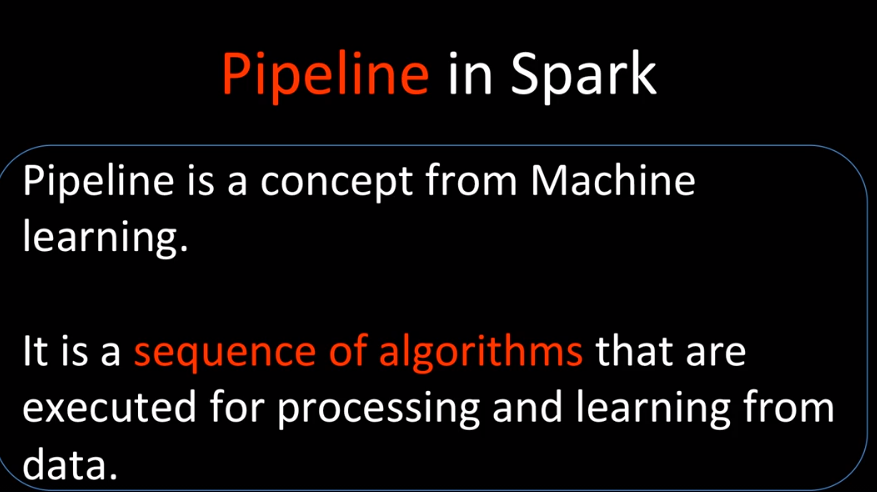 Pipeline in Spark
Pipeline is a concept from Machine
learning.
It is a sequence of algorithms that are
executed for processing and learning from
data.